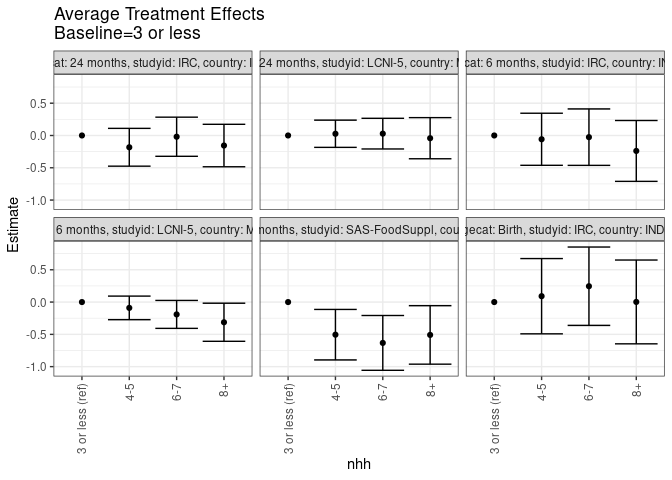 Average Treatment Effects
Baseline=3 or less
at: 24 months, studyid: IRC, country: I
24 months, studyid: LCNI-5, country: M
cat: 6 months, studyid: IRC, country: IN
0.5
0.0
-0.5
-1.0
6 months, studyid: LCNI-5, country: M
months, studyid: SAS-FoodSuppl, cou
gecat: Birth, studyid: IRC, country: IND
0.5
0.0
-0.5
-1.0
Estimate
3 or less (ref)
4-5
6-7
8+
3 or less (ref)
4-5
6-7
8+
3 or less (ref)
4-5
6-7
8+
nhh